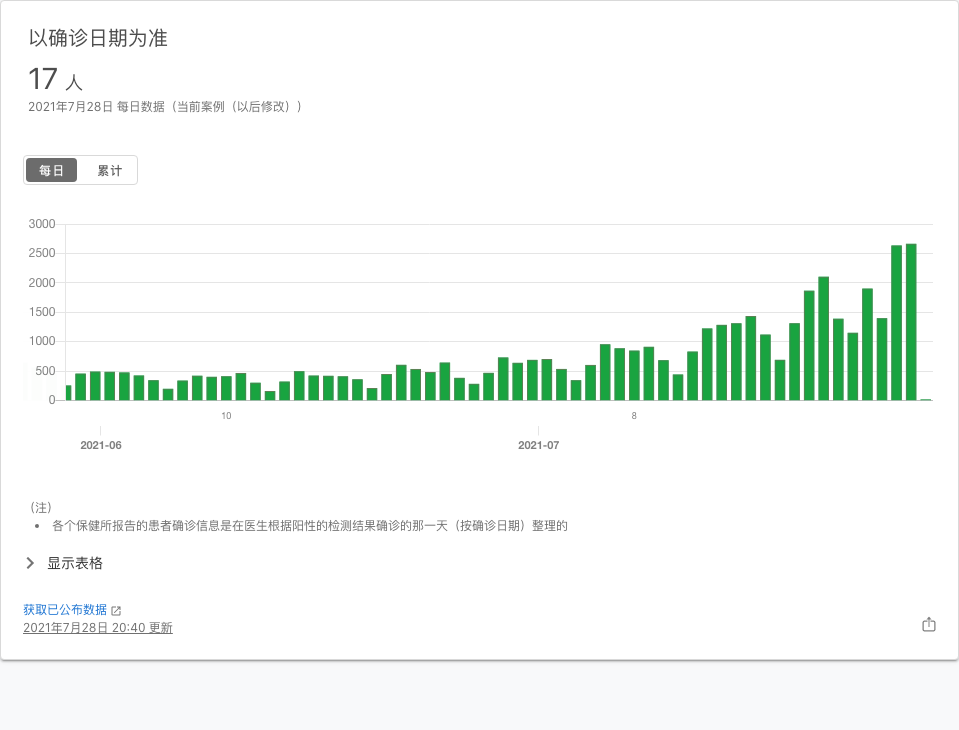 以确诊日期为准
17 人
2021年7月28日 每日数据（当前案例（以后修改））
每日 累计
3000
2500
2000
1500
1000
500
0
10 8
2021-06 2021-07
（注）
• 各个保健所报告的患者确诊信息是在医生根据阳性的检测结果确诊的那一天（按确诊日期）整理的
显示表格
获取已公布数据
2021年7月28日 20:40 更新